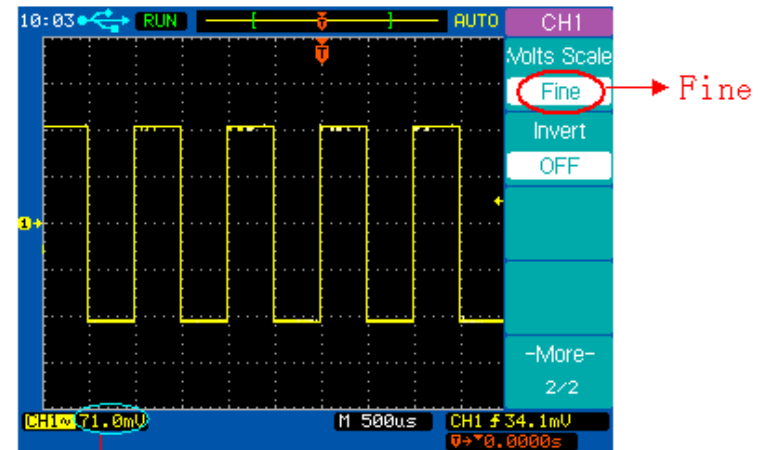 10:03 RUN T AUTO CH1
T
Volts Scale
Fine
Fine
Invert
OFF
1
-More-
2/2
CH1~71.0mV M 500us CH1 34.1mV
T→▼0.0000s